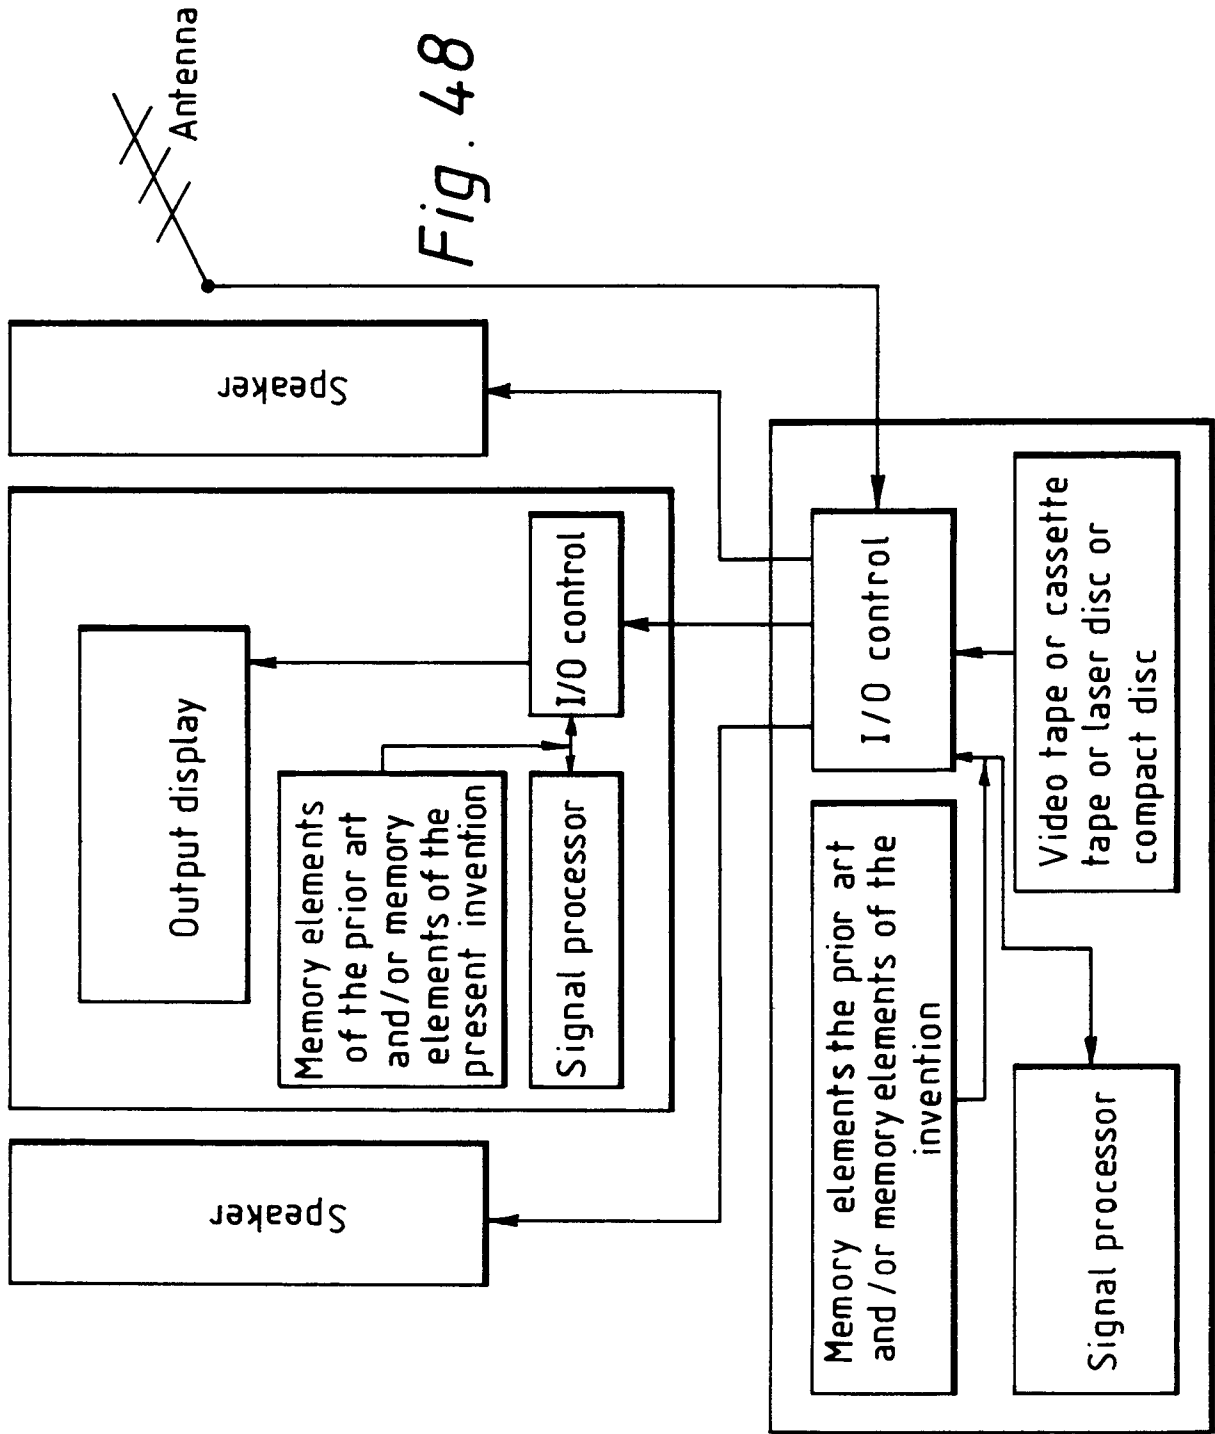 Speaker
Output display
Memory elements
of the prior art
and/or memory
elements of the
present invention
Signal processor
I/O control
Speaker
Antenna
Memory elements the prior art
and/or memory elements of the
invention
I/O control
Signal processor
Video tape or cassette
tape or laser disc or
compact disc
Fig. 48